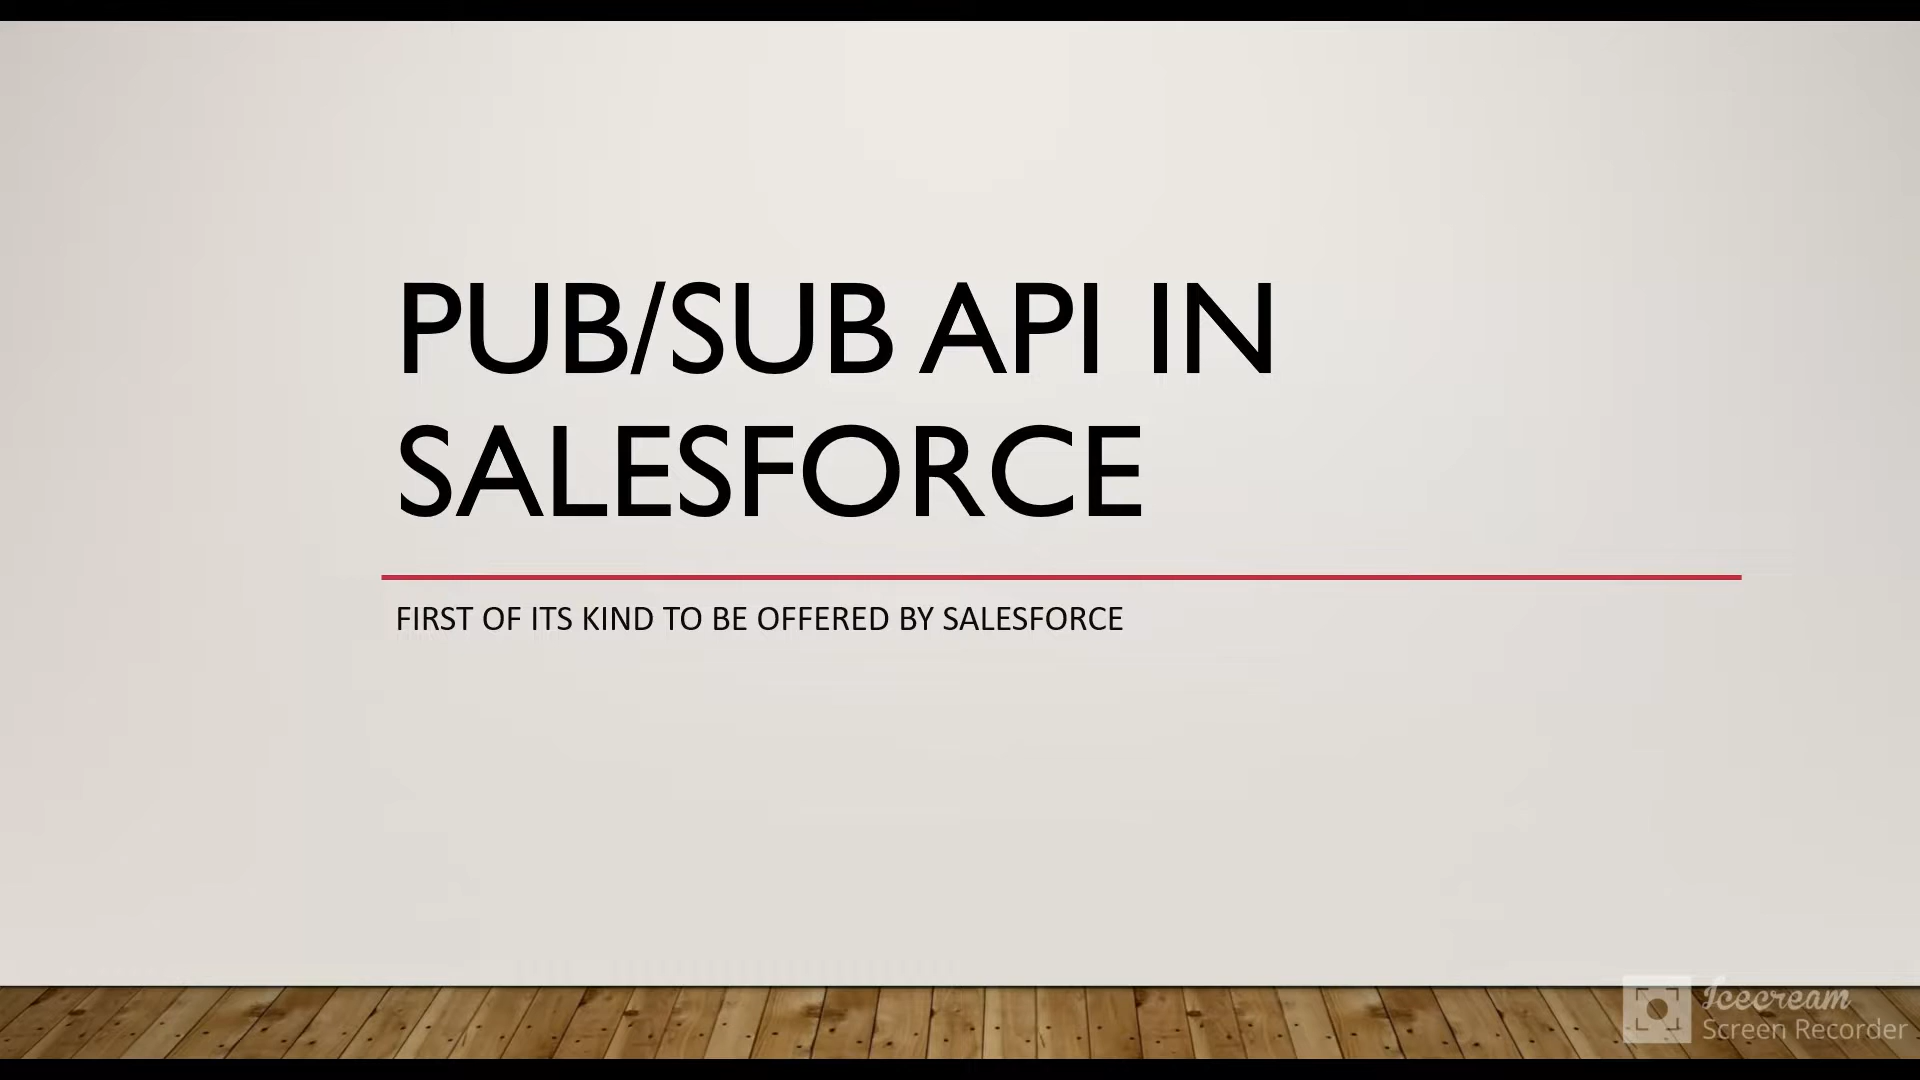 PUB/SUB API IN
SALESFORCE
FIRST OF ITS KIND TO BE OFFERED BY SALESFORCE
Icecream
Screen Recorder